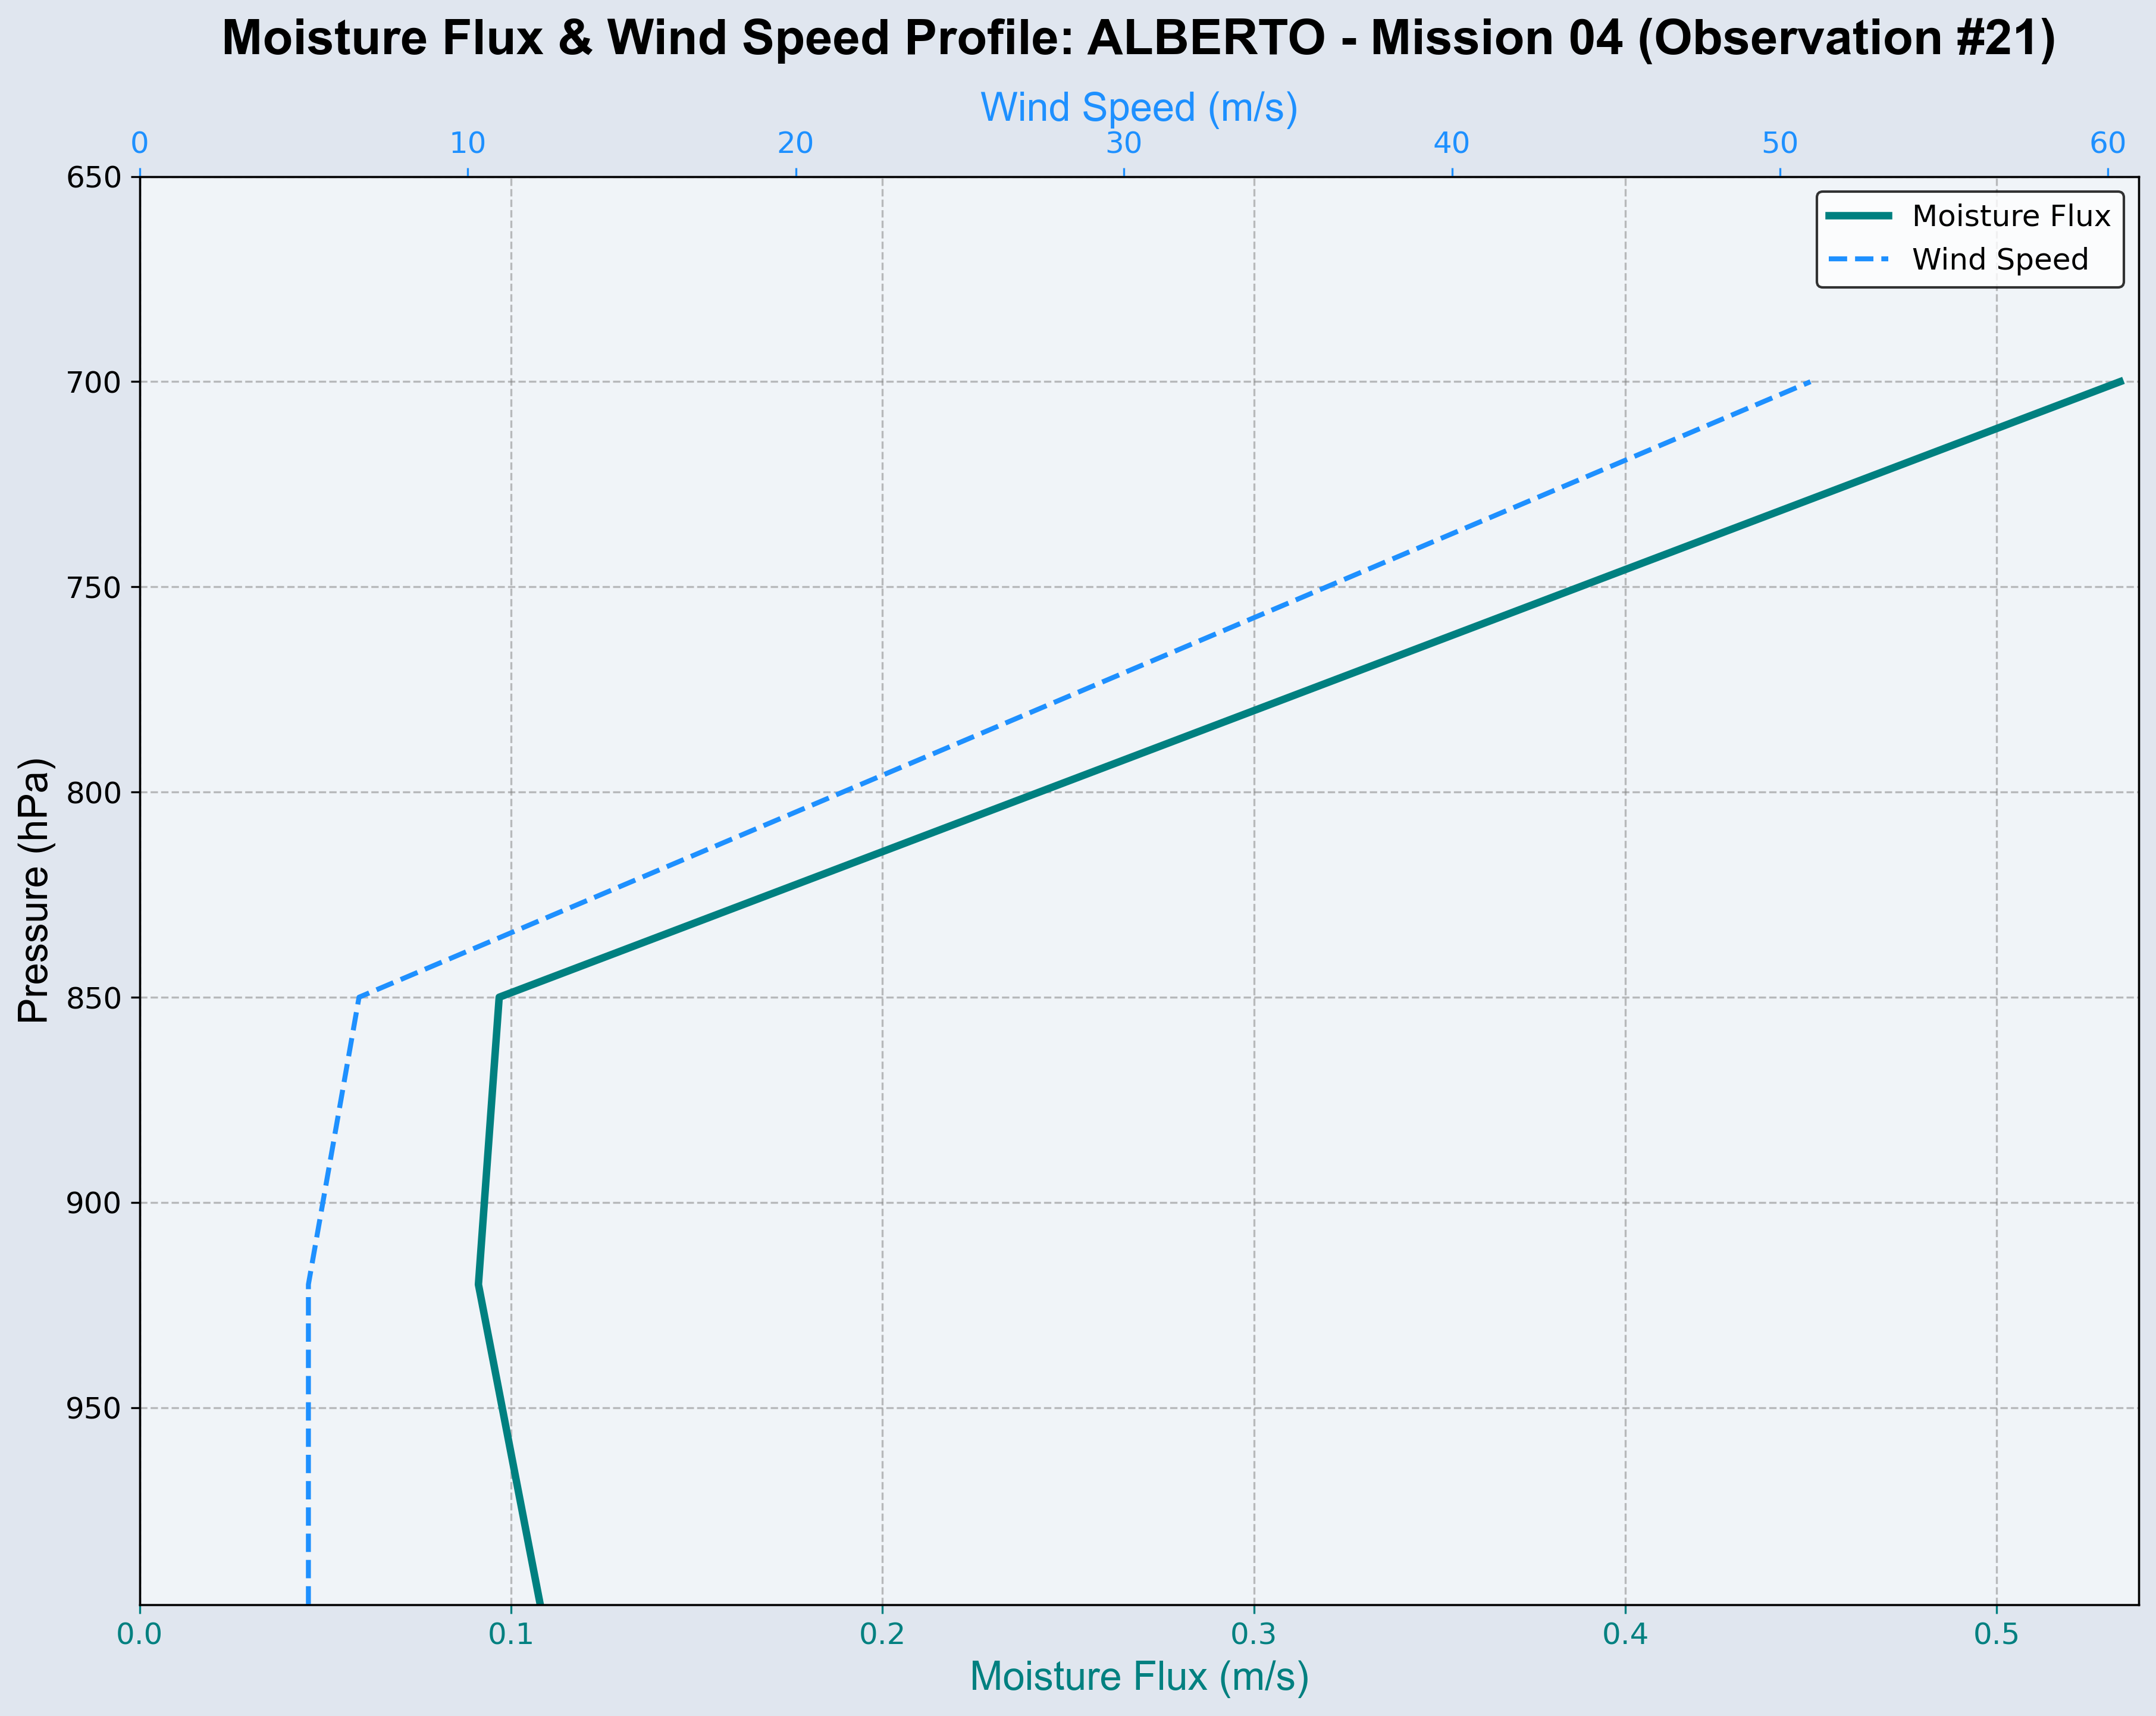 Moisture Flux & Wind Speed Profile: ALBERTO - Mission 04 (Observation #21)
Wind Speed (m/s)
0 10 20 30 40 50 60
Moisture Flux
Wind Speed
650
700
750
800
850
900
950
Pressure (hPa)
0.0 0.1 0.2 0.3 0.4 0.5
Moisture Flux (m/s)